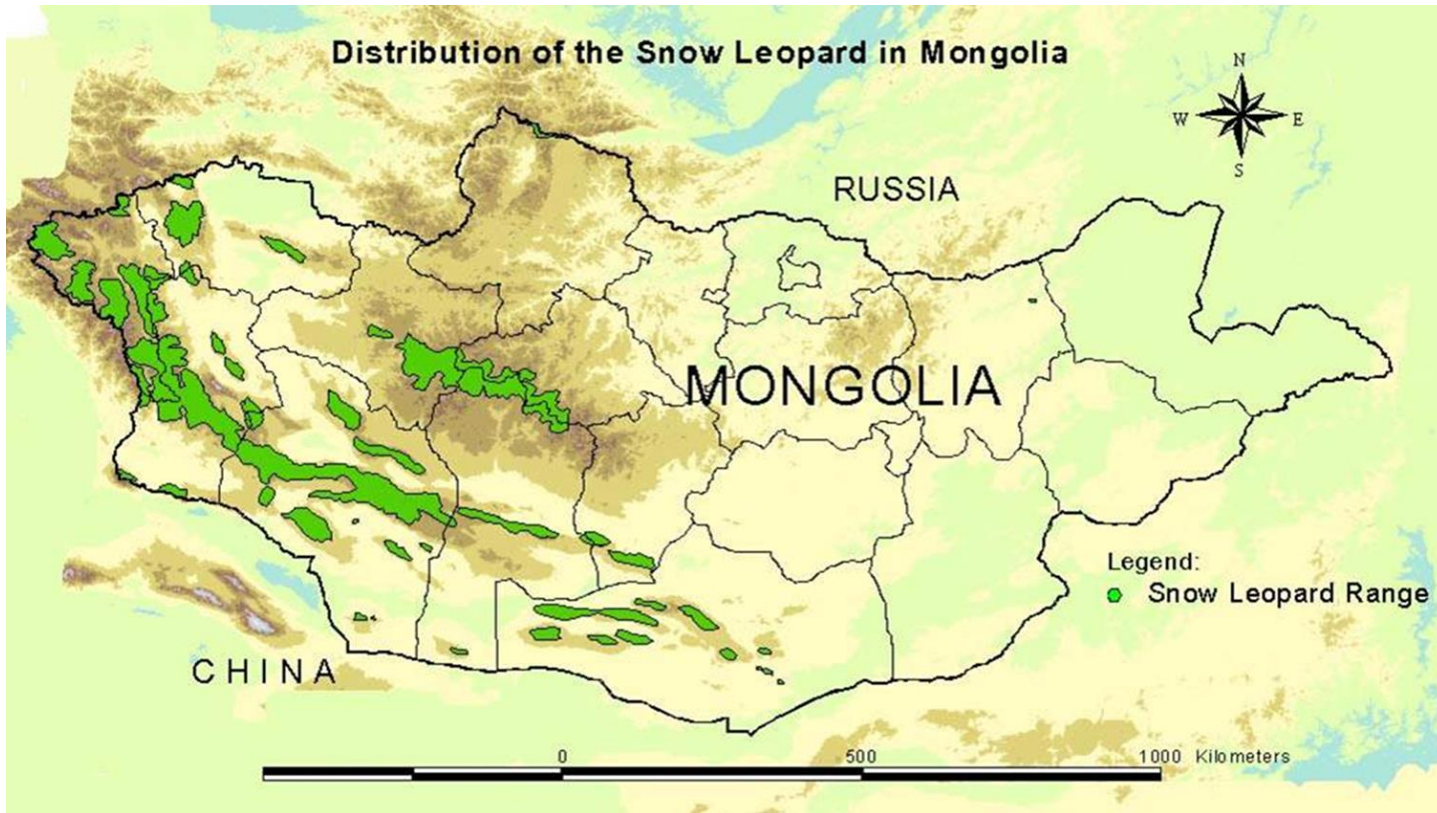 Distribution of the Snow Leopard in Mongolia
N
W E
S
RUSSIA
MONGOLIA
Legend:
Snow Leopard Range
CHINA
0 500 1000 Kilometers